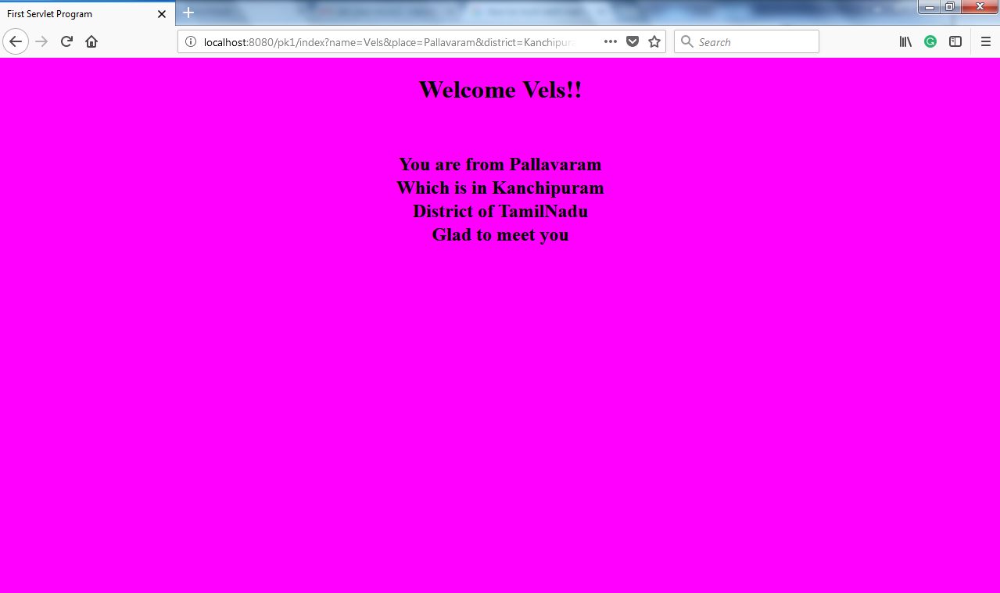 First Servlet Program
localhost:8080/pk1/index?name=Vels&place=Pallavaram&district=Kanchipura
Search
Welcome Vels!!
You are from Pallavaram
Which is in Kanchipuram
District of TamilNadu
Glad to meet you